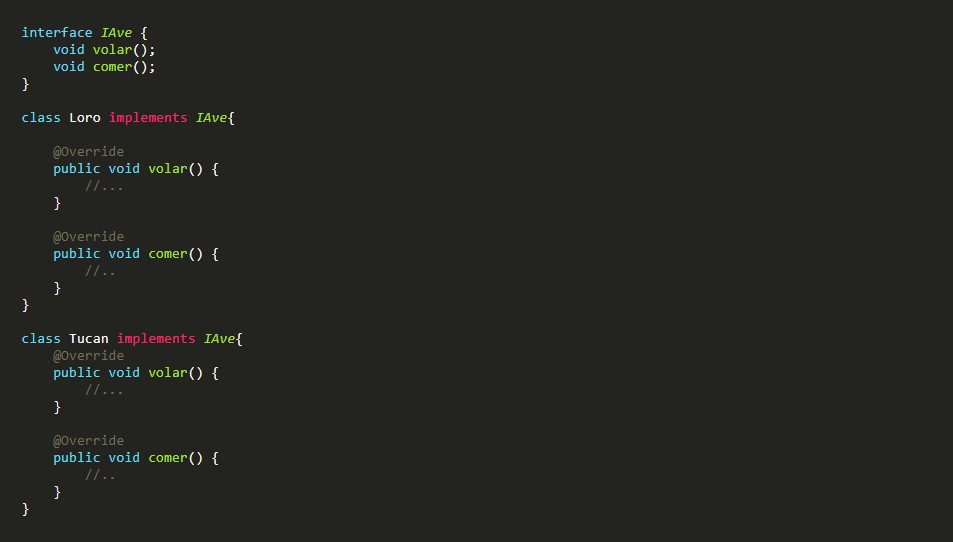 interface IAve {
    void volar();
    void comer();
}
class Loro implements IAve{
    @Override
    public void volar() {
        //...
    }
    @Override
    public void comer() {
        //..
    }
}
class Tucan implements IAve{
    @Override
    public void volar() {
        //...
    }
    @Override
    public void comer() {
        //..
    }
}